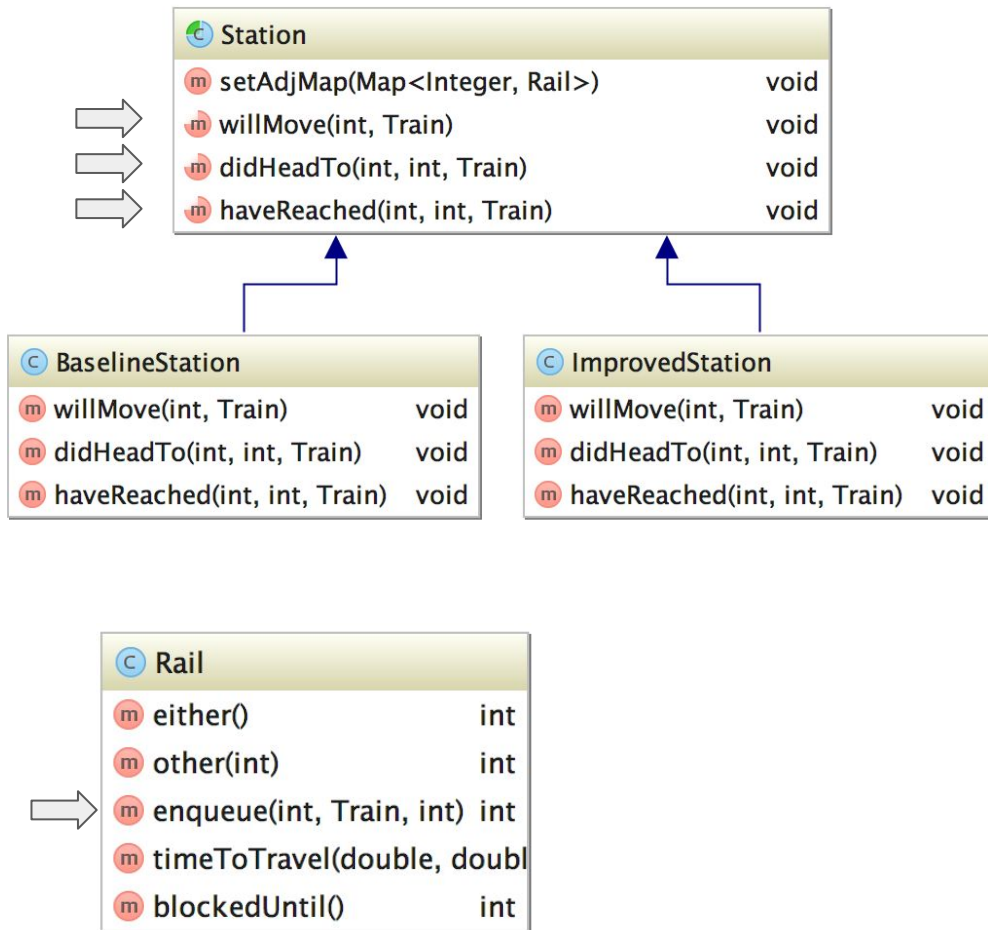 Station
setAdjMap(Map<Integer, Rail>) void
willMove(int, Train) void
didHeadTo(int, int, Train) void
haveReached(int, int, Train) void
BaselineStation
willMove(int, Train) void
didHeadTo(int, int, Train) void
haveReached(int, int, Train) void
ImprovedStation
willMove(int, Train) void
didHeadTo(int, int, Train) void
haveReached(int, int, Train) void
Rail
either() int
other(int) int
enqueue(int, Train, int) int
timeToTravel(double, doubl
blockedUntil() int